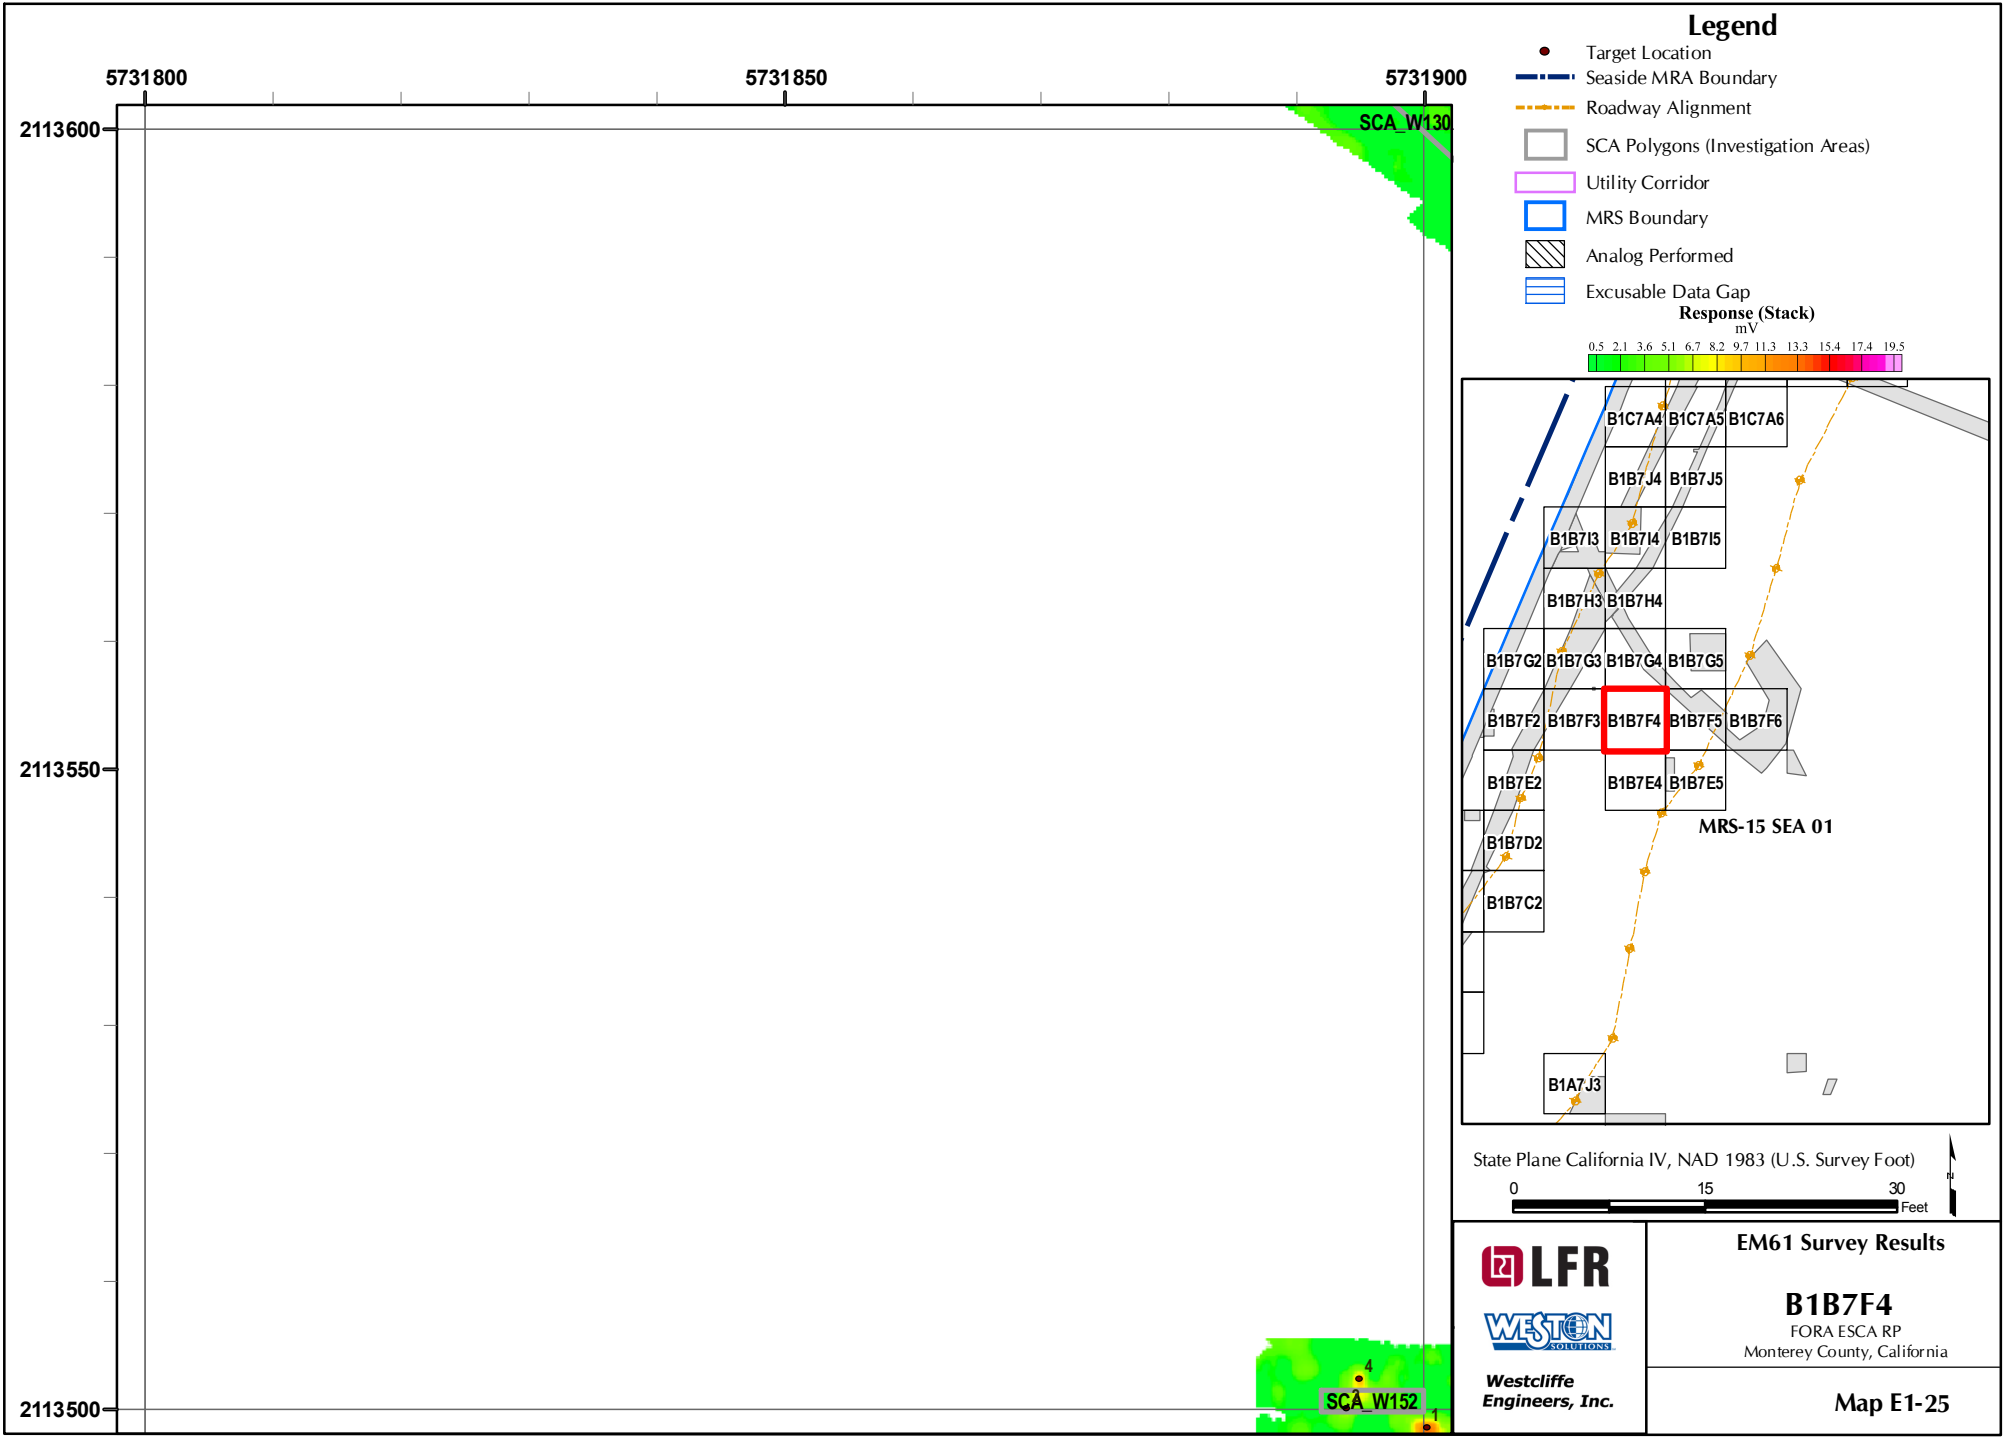 Legend
Target Location
Seaside MRA Boundary
Roadway Alignment
SCA Polygons (Investigation Areas)
Utility Corridor
MRS Boundary
Analog Performed
Excusable Data Gap
Response (Stack)
mV
0.5 2.1 3.6 5.1 6.7 8.2 9.7 11.3 13.3 15.4 17.4 19.5
5731800 5731850 5731900
2113600
2113550
2113500
SCA_W130
4
SCA_W152
1
B1C7A4 B1C7A5 B1C7A6
B1B7J4 B1B7J5
B1B7I3 B1B7I4 B1B7I5
B1B7H3 B1B7H4
B1B7G2 B1B7G3 B1B7G4 B1B7G5
B1B7F2 B1B7F3 B1B7F4 B1B7F5 B1B7F6
B1B7E2 B1B7E4 B1B7E5
MRS-15 SEA 01
B1B7D2
B1B7C2
B1A7J3
State Plane California IV, NAD 1983 (U.S. Survey Foot)
0 15 30
Feet
N
LFR
WESTON
SOLUTIONS
Westcliffe
Engineers, Inc.
EM61 Survey Results
B1B7F4
FORA ESCA RP
Monterey County, California
Map E1-25